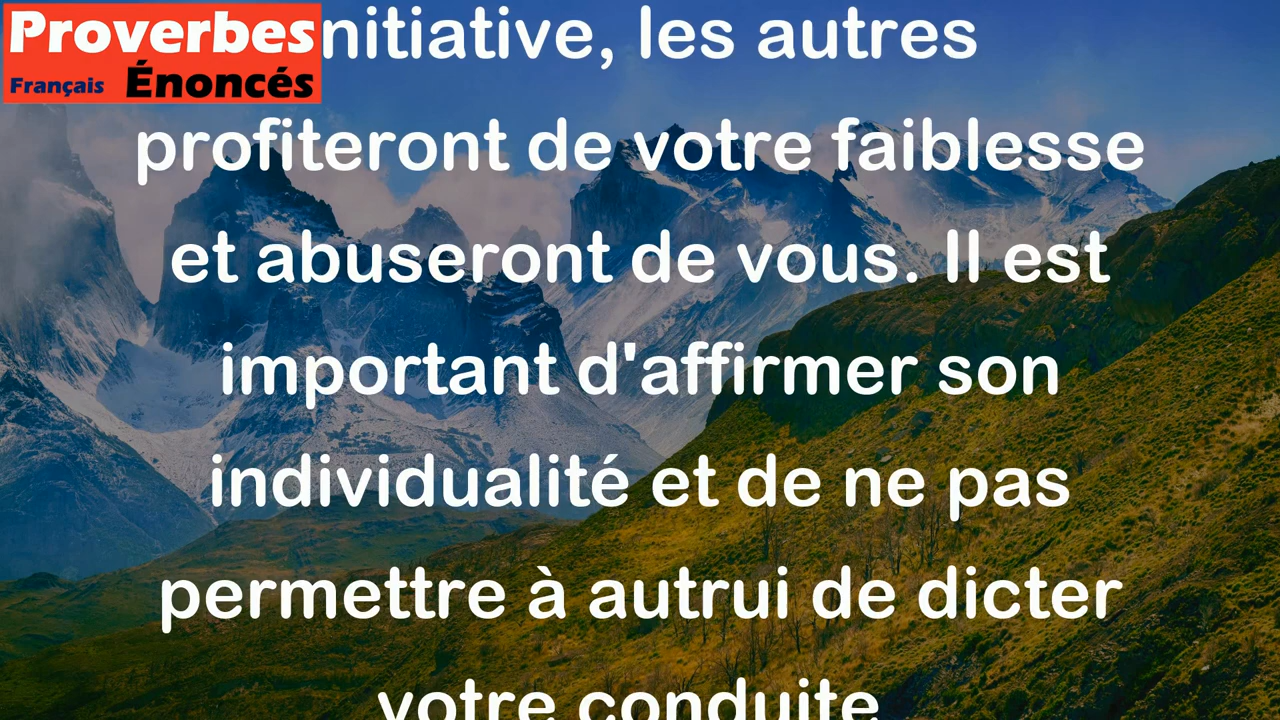 Proverbes
Français Énoncés
nitiative, les autres
profiteront de votre faiblesse
et abuseront de vous. Il est
important d'affirmer son
individualité et de ne pas
permettre à autrui de dicter
votre conduite